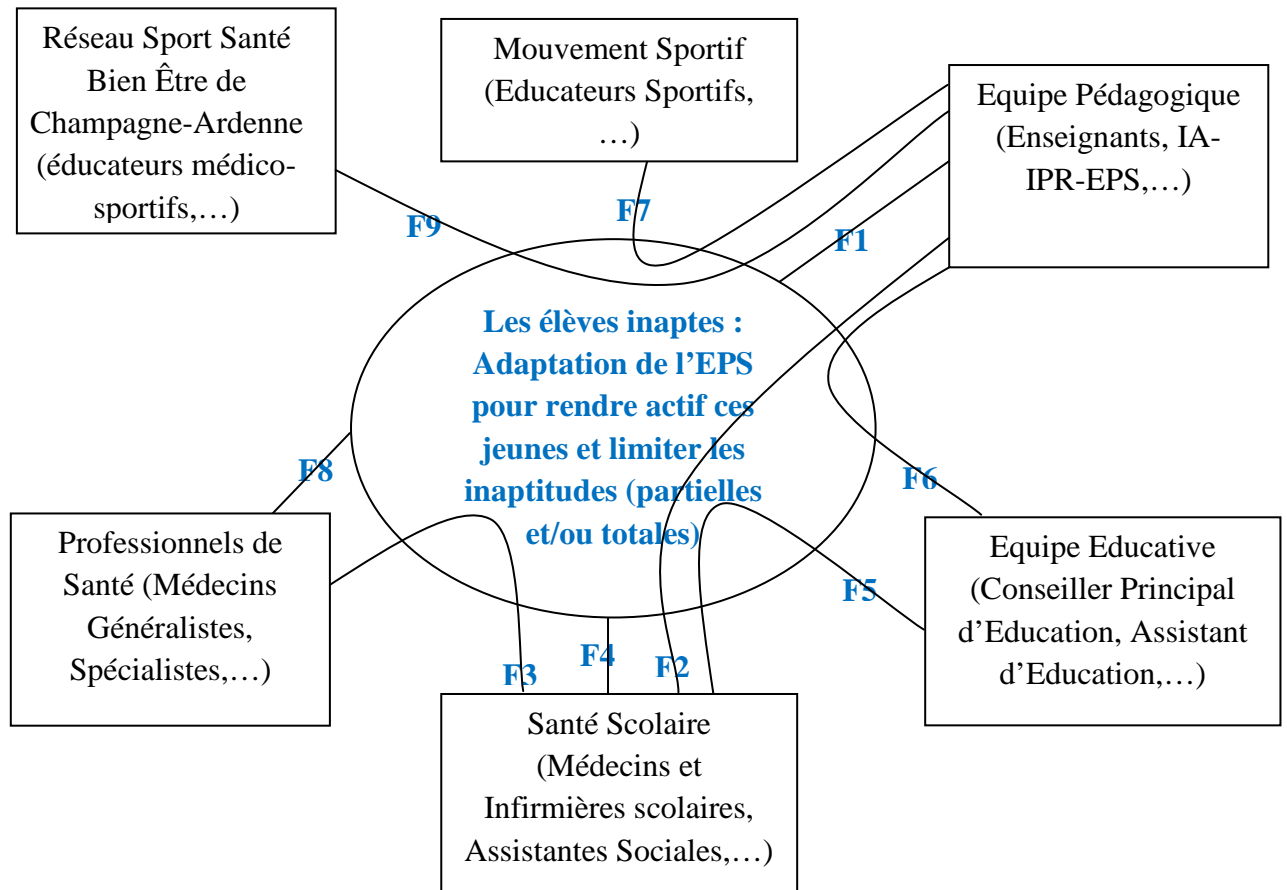 Réseau Sport Santé
Bien Être de
Champagne-Ardenne
(éducateurs médico-
sportifs,…)
Mouvement Sportif
(Educateurs Sportifs,
…)
Equipe Pédagogique
(Enseignants, IA-
IPR-EPS,…)
F9
F7
F1
Les élèves inaptes :
Adaptation de l’EPS
pour rendre actif ces
jeunes et limiter les
inaptitudes (partielles
et/ou totales)
F8
F6
Professionnels de
Santé (Médecins
Généralistes,
Spécialistes,…)
Equipe Educative
(Conseiller Principal
d’Education, Assistant
d’Education,…)
F5
F3
F4
F2
Santé Scolaire
(Médecins et
Infirmières scolaires,
Assistantes Sociales,…)